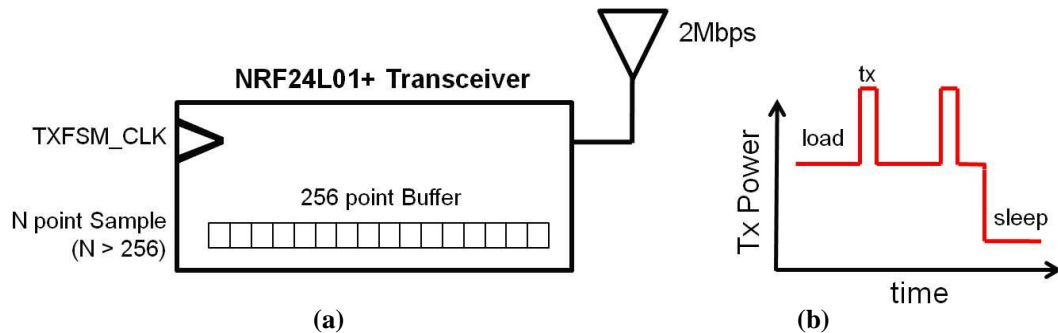 2Mbps
NRF24L01+ Transceiver
TXFSM_CLK
256 point Buffer
N point Sample
(N > 256)
(a)
tx
load
sleep
Tx Power
time
(b)